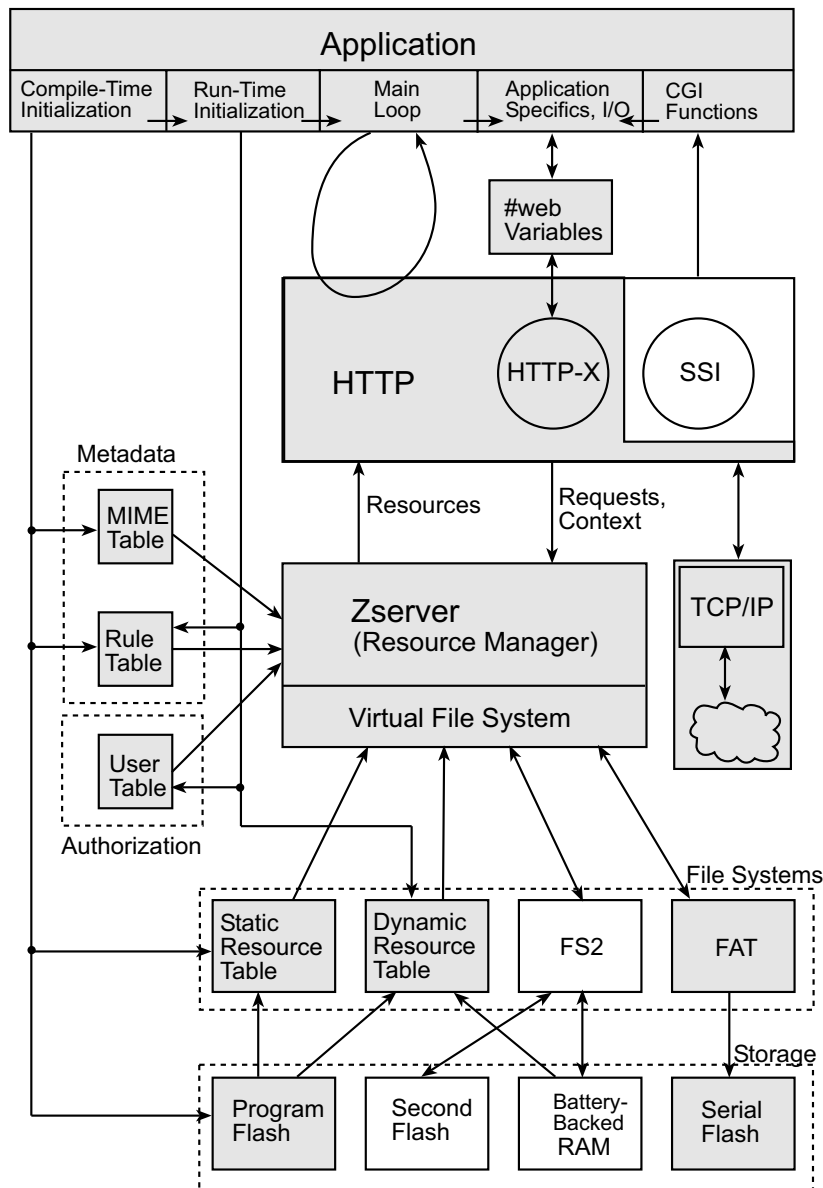 Application
Compile-Time
Initialization
Run-Time
Initialization
Main
Loop
Application
Specifics, I/O
CGI
Functions
#web
Variables
HTTP
HTTP-X
SSI
Metadata
MIME
Table
Resources
Requests,
Context
Rule
Table
Zserver
(Resource Manager)
TCP/IP
Virtual File System
User
Table
Authorization
File Systems
Static
Resource
Table
Dynamic
Resource
Table
FS2
FAT
Storage
Program
Flash
Second
Flash
Battery-
Backed
RAM
Serial
Flash